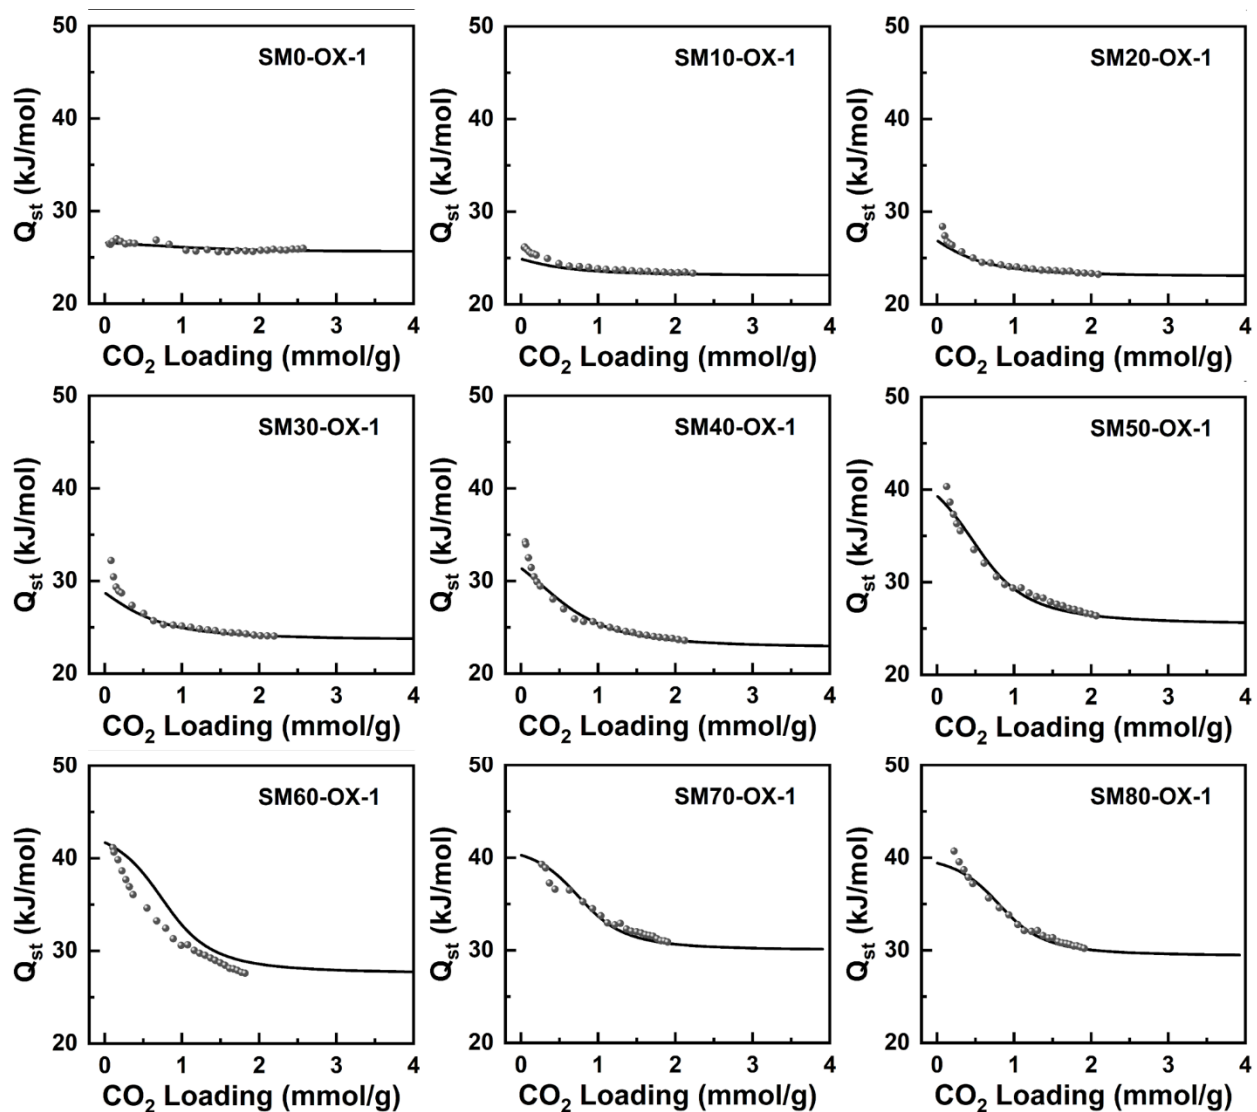 SM0-OX-1
50
40
30
20
Qst (kJ/mol)
0 1 2 3 4
CO2 Loading (mmol/g)
SM10-OX-1
50
40
30
20
Qst (kJ/mol)
0 1 2 3 4
CO2 Loading (mmol/g)
SM20-OX-1
50
40
30
20
Qst (kJ/mol)
0 1 2 3 4
CO2 Loading (mmol/g)
SM30-OX-1
50
40
30
20
Qst (kJ/mol)
0 1 2 3 4
CO2 Loading (mmol/g)
SM40-OX-1
50
40
30
20
Qst (kJ/mol)
0 1 2 3 4
CO2 Loading (mmol/g)
SM50-OX-1
50
40
30
20
Qst (kJ/mol)
0 1 2 3 4
CO2 Loading (mmol/g)
SM60-OX-1
50
40
30
20
Qst (kJ/mol)
0 1 2 3 4
CO2 Loading (mmol/g)
SM70-OX-1
50
40
30
20
Qst (kJ/mol)
0 1 2 3 4
CO2 Loading (mmol/g)
SM80-OX-1
50
40
30
20
Qst (kJ/mol)
0 1 2 3 4
CO2 Loading (mmol/g)